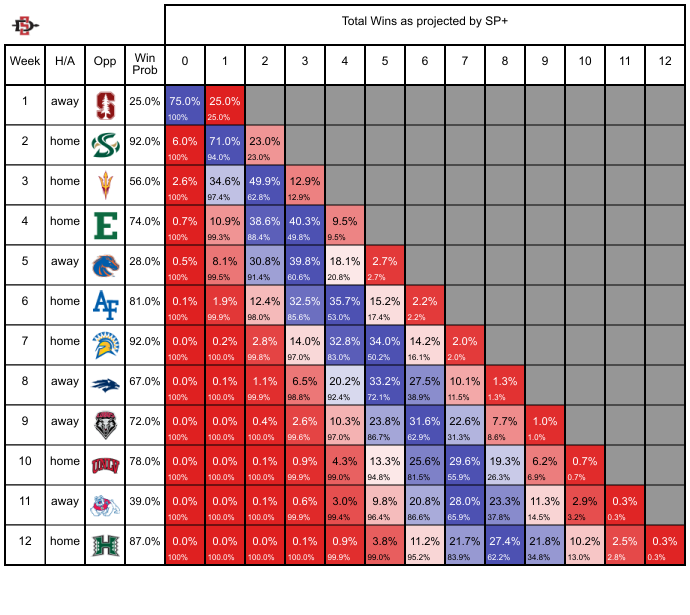 SD
Total Wins as projected by SP+
Week H/A Opp Win Prob 0 1 2 3 4 5 6 7 8 9 10 11 12
1 away S 25.0% 75.0% 25.0%
100% 25.0%
2 home S 92.0% 6.0% 71.0% 23.0%
100% 94.0% 23.0%
3 home 56.0% 2.6% 34.6% 49.9% 12.9%
100% 97.4% 62.8% 12.9%
4 home E 74.0% 0.7% 10.9% 38.6% 40.3% 9.5%
100% 99.3% 88.4% 49.8% 9.5%
5 away 28.0% 0.5% 8.1% 30.8% 39.8% 18.1% 2.7%
100% 99.5% 91.4% 60.6% 20.8% 2.7%
6 home AF 81.0% 0.1% 1.9% 12.4% 32.5% 35.7% 15.2% 2.2%
100% 99.9% 98.0% 85.6% 53.0% 17.4% 2.2%
7 home 92.0% 0.0% 0.2% 2.8% 14.0% 32.8% 34.0% 14.2% 2.0%
100% 100.0% 99.8% 97.0% 83.0% 50.2% 16.1% 2.0%
8 away 67.0% 0.0% 0.1% 1.1% 6.5% 20.2% 33.2% 27.5% 10.1% 1.3%
100% 100.0% 99.9% 98.8% 92.4% 72.1% 38.9% 11.5% 1.3%
9 away 72.0% 0.0% 0.0% 0.4% 2.6% 10.3% 23.8% 31.6% 22.6% 7.7% 1.0%
100% 100.0% 100.0% 99.6% 97.0% 86.7% 62.9% 31.3% 8.6% 1.0%
10 home UNLV 78.0% 0.0% 0.0% 0.1% 0.9% 4.3% 13.3% 25.6% 29.6% 19.3% 6.2% 0.7%
100% 100.0% 100.0% 99.9% 99.0% 94.8% 81.5% 55.9% 26.3% 6.9% 0.7%
11 away 39.0% 0.0% 0.0% 0.1% 0.6% 3.0% 9.8% 20.8% 28.0% 23.3% 11.3% 2.9% 0.3%
100% 100.0% 100.0% 99.9% 99.4% 96.4% 86.6% 65.9% 37.8% 14.5% 3.2% 0.3%
12 home H 87.0% 0.0% 0.0% 0.0% 0.1% 0.9% 3.8% 11.2% 21.7% 27.4% 21.8% 10.2% 2.5% 0.3%
100% 100.0% 100.0% 100.0% 99.9% 99.0% 95.2% 83.9% 62.2% 34.8% 13.0% 2.8% 0.3%